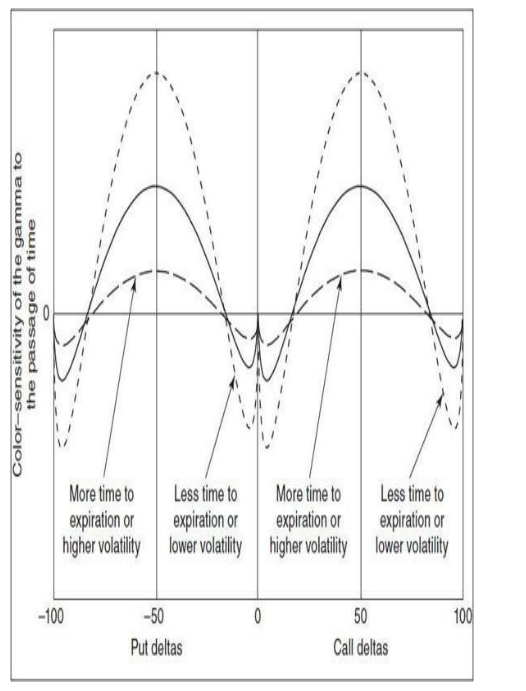 Color–sensitivity of the gamma to
the passage of time
0
More time to
expiration or
higher volatility
Less time to
expiration or
lower volatility
More time to
expiration or
higher volatility
Less time to
expiration or
lower volatility
–100
–50
0
50
100
Put deltas
Call deltas